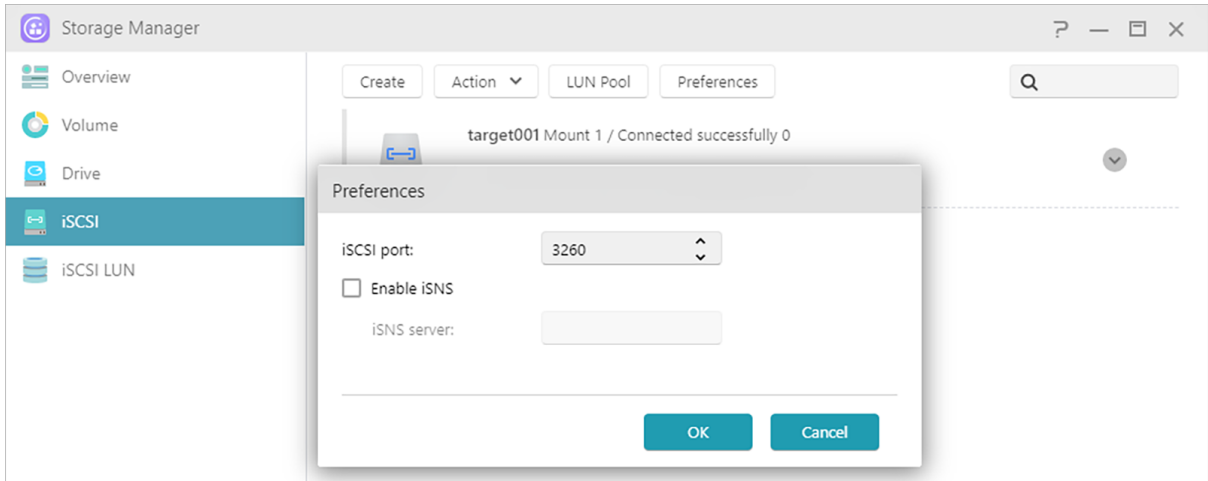 Storage Manager
Overview
Volume
Drive
iSCSI
iSCSI LUN
Create Action LUN Pool Preferences
target001 Mount 1 / Connected successfully 0
Preferences
iSCSI port: 3260
Enable iSNS
iSNS server:
OK Cancel